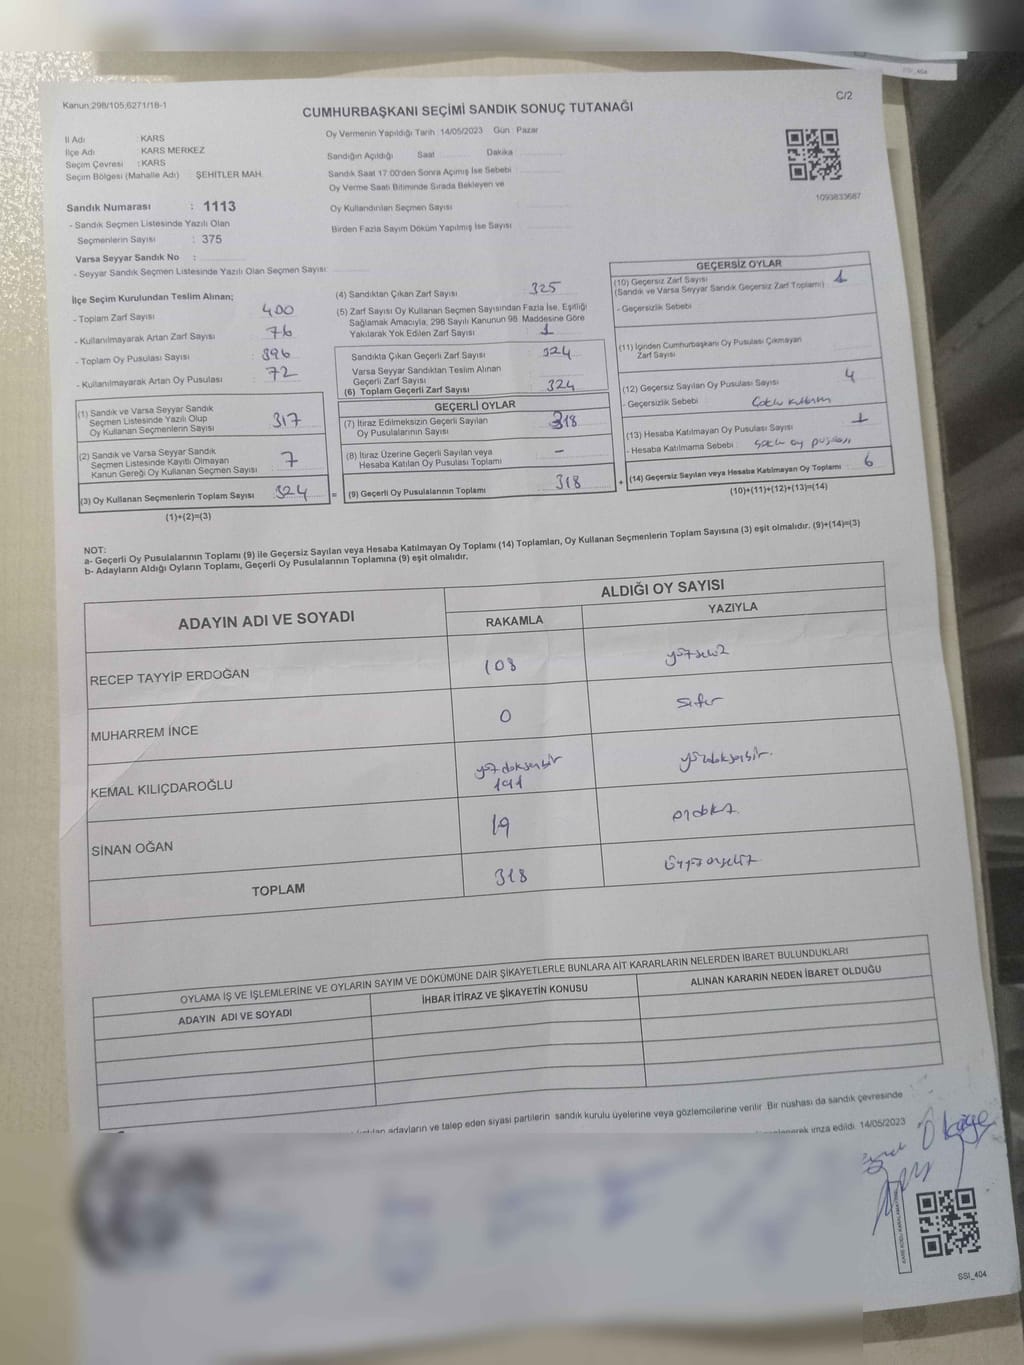 SSI_404
Kanun:298/105,6271/18-1
C/2
CUMHURBAŞKANI SEÇİMİ SANDIK SONUÇ TUTANAĞI
İl Adı : KARS
İlçe Adı : KARS MERKEZ
Seçim Çevresi : KARS
Seçim Bölgesi (Mahalle Adı) : ŞEHİTLER MAH.
Sandık Numarası : 1113
- Sandık Seçmen Listesinde Yazılı Olan
Seçmenlerin Sayısı : 375
Varsa Seyyar Sandık No :
- Seyyar Sandık Seçmen Listesinde Yazılı Olan Seçmen Sayısı
Oy Vermenin Yapıldığı Tarih : 14/05/2023 Gün : Pazar
Sandığın Açıldığı Saat Dakika
Sandık Saat 17:00'den Sonra Açımış İse Sebebi
Oy Verme Saati Bitiminde Sırada Bekleyen ve
Oy Kullandırılan Seçmen Sayısı
Birden Fazla Sayım Döküm Yapılmış İse Sayısı
1093833687
İlçe Seçim Kurulundan Teslim Alınan;
- Toplam Zarf Sayısı : 400
- Kullanılmayarak Artan Zarf Sayısı : 76
- Toplam Oy Pusulası Sayısı : 396
- Kullanılmayarak Artan Oy Pusulası : 72
(1) Sandık ve Varsa Seyyar Sandık
Seçmen Listesinde Yazılı Olup
Oy Kullanan Seçmenlerin Sayısı : 317
(2) Sandık ve Varsa Seyyar Sandık
Seçmen Listesinde Kayıtlı Olmayan
Kanun Gereği Oy Kullanan Seçmen Sayısı : 7
(3) Oy Kullanan Seçmenlerin Toplam Sayısı : 324
(1)+(2)=(3)
(4) Sandıktan Çıkan Zarf Sayısı 325
(5) Zarf Sayısı Oy Kullanan Seçmen Sayısından Fazla İse, Eşitliği
Sağlamak Amacıyla; 298 Sayılı Kanunun 98. Maddesine Göre
Yakılarak Yok Edilen Zarf Sayısı 1
Sandıkta Çıkan Geçerli Zarf Sayısı 324
Varsa Seyyar Sandıktan Teslim Alınan
Geçerli Zarf Sayısı
(6) Toplam Geçerli Zarf Sayısı 324
GEÇERLİ OYLAR
(7) İtiraz Edilmeksizin Geçerli Sayılan
Oy Pusulalarının Sayısı 318
(8) İtiraz Üzerine Geçerli Sayılan veya
Hesaba Katılan Oy Pusulası Toplamı -
= (9) Geçerli Oy Pusulalarının Toplamı 318
GEÇERSİZ OYLAR
(10) Geçersiz Zarf Sayısı
(Sandık ve Varsa Seyyar Sandık Geçersiz Zarf Toplamı) 1
- Geçersizlik Sebebi
(11) İçinden Cumhurbaşkanı Oy Pusulası Çıkmayan
Zarf Sayısı
(12) Geçersiz Sayılan Oy Pusulası Sayısı 4
- Geçersizlik Sebebi
(13) Hesaba Katılmayan Oy Pusulası Sayısı 1
- Hesaba Katılmama Sebebi : oy pusulası
+ (14) Geçersiz Sayılan veya Hesaba Katılmayan Oy Toplamı 6
(10)+(11)+(12)+(13)=(14)
NOT:
a- Geçerli Oy Pusulalarının Toplamı (9) ile Geçersiz Sayılan veya Hesaba Katılmayan Oy Toplamı (14) Toplamları, Oy Kullanan Seçmenlerin Toplam Sayısına (3) eşit olmalıdır. (9)+(14)=(3)
b- Adayların Aldığı Oyların Toplamı, Geçerli Oy Pusulalarının Toplamına (9) eşit olmalıdır.
ADAYIN ADI VE SOYADI
ALDIĞI OY SAYISI
RAKAMLA YAZIYLA
RECEP TAYYİP ERDOĞAN 108 yüzsekiz
MUHARREM İNCE 0 sıfır
KEMAL KILIÇDAROĞLU yüzdoksanbir 191 yüzdoksanbir.
SİNAN OĞAN 19 ondokuz
TOPLAM 318 üçyüzonsekiz
OYLAMA İŞ VE İŞLEMLERİNE VE OYLARIN SAYIM VE DÖKÜMÜNE DAİR ŞİKAYETLERLE BUNLARA AİT KARARLARIN NELERDEN İBARET BULUNDUKLARI
ADAYIN ADI VE SOYADI
İHBAR İTİRAZ VE ŞİKAYETİN KONUSU
ALINAN KARARIN NEDEN İBARET OLDUĞU
adayların ve talep eden siyasi partilerin sandık kurulu üyelerine veya gözlemcilerine verilir. Bir nüshası da sandık çevresinde
imza edildi. 14/05/2023
SSI_404